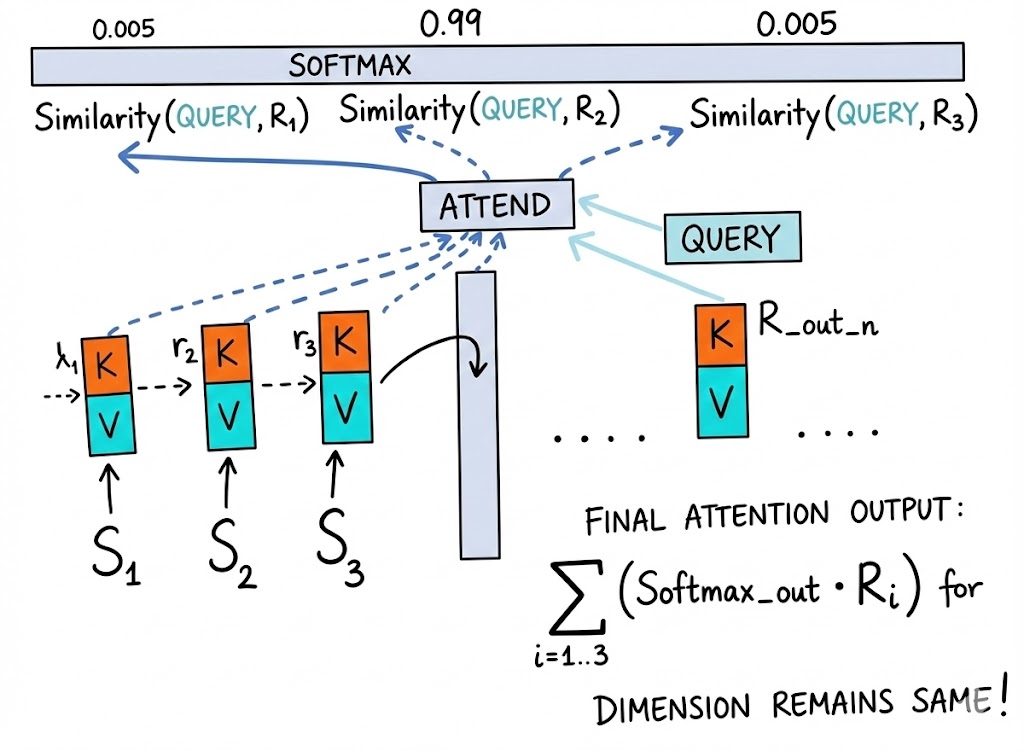 0.005 0.99 0.005
SOFTMAX
Similarity(QUERY, R₁) Similarity(QUERY, R₂) Similarity(QUERY, R₃)
ATTEND
QUERY
λ₁ K r₂ K r₃ K K R_out_n
V V V V
. . . . . . . .
S₁ S₂ S₃
FINAL ATTENTION OUTPUT:
∑ (Softmax_out · Rᵢ) for
i=1..3
DIMENSION REMAINS SAME!